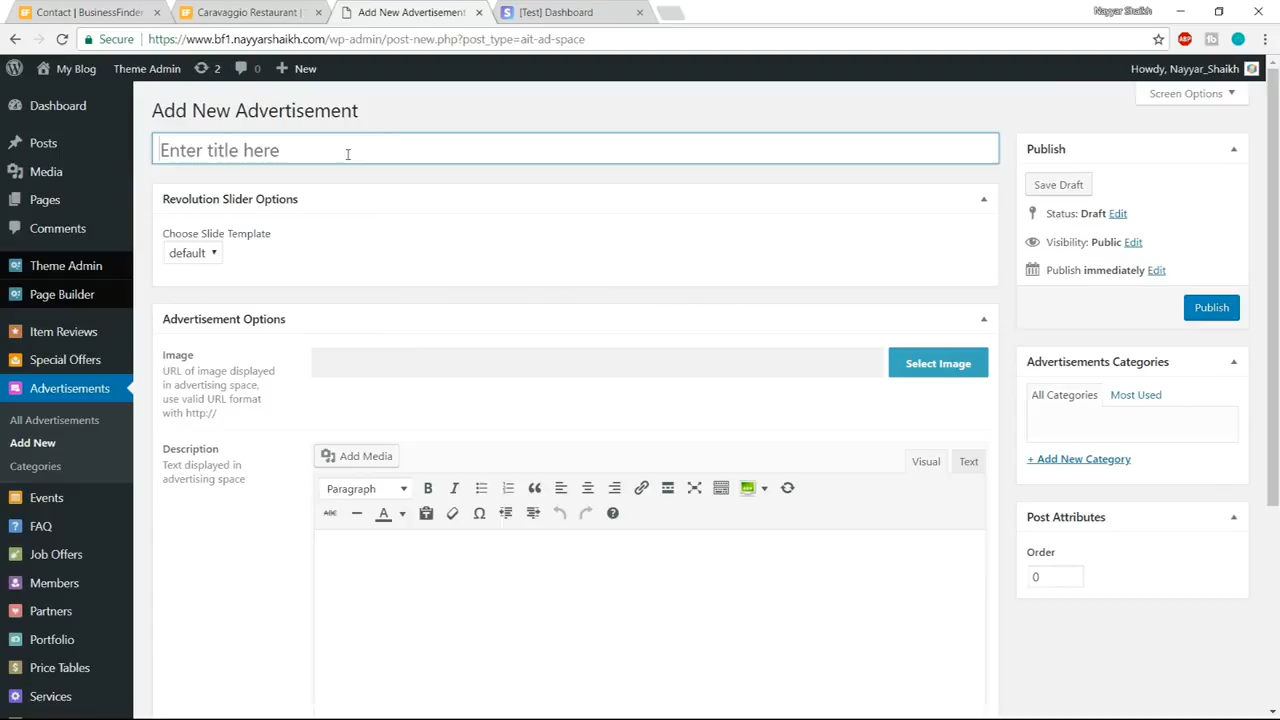 Contact | BusinessFinder
Caravaggio Restaurant |
Add New Advertisement
[Test] Dashboard
Nayyar Shaikh
Secure
https://www.bf1.nayyarshaikh.com/wp-admin/post-new.php?post_type=ait-ad-space
My Blog
Theme Admin
2
0
New
Howdy, Nayyar_Shaikh
Screen Options
Dashboard
Posts
Media
Pages
Comments
Theme Admin
Page Builder
Item Reviews
Special Offers
Advertisements
All Advertisements
Add New
Categories
Events
FAQ
Job Offers
Members
Partners
Portfolio
Price Tables
Services
Add New Advertisement
Enter title here
Revolution Slider Options
Choose Slide Template
default
Advertisement Options
Image
URL of image displayed
in advertising space,
use valid URL format
with http://
Select Image
Description
Text displayed in
advertising space
Add Media
Visual
Text
Paragraph
B
I
ABC
A
Publish
Save Draft
Status: Draft Edit
Visibility: Public Edit
Publish immediately Edit
Publish
Advertisements Categories
All Categories
Most Used
+ Add New Category
Post Attributes
Order
0